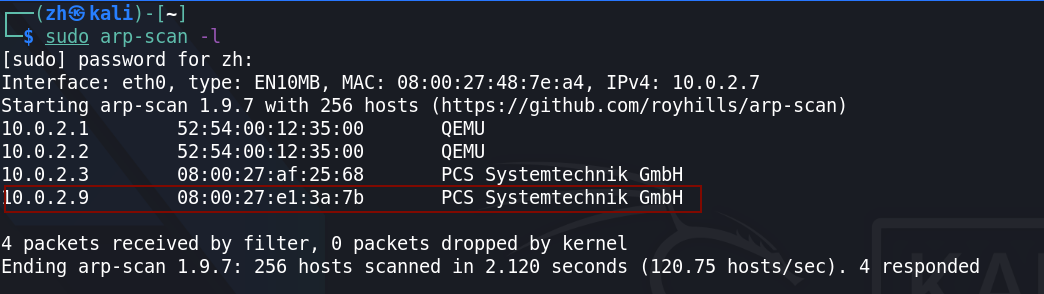 (zh㉿kali)-[~]
$ sudo arp-scan -l
[sudo] password for zh:
Interface: eth0, type: EN10MB, MAC: 08:00:27:48:7e:a4, IPv4: 10.0.2.7
Starting arp-scan 1.9.7 with 256 hosts (https://github.com/royhills/arp-scan)
10.0.2.1 52:54:00:12:35:00 QEMU
10.0.2.2 52:54:00:12:35:00 QEMU
10.0.2.3 08:00:27:af:25:68 PCS Systemtechnik GmbH
10.0.2.9 08:00:27:e1:3a:7b PCS Systemtechnik GmbH
4 packets received by filter, 0 packets dropped by kernel
Ending arp-scan 1.9.7: 256 hosts scanned in 2.120 seconds (120.75 hosts/sec). 4 responded